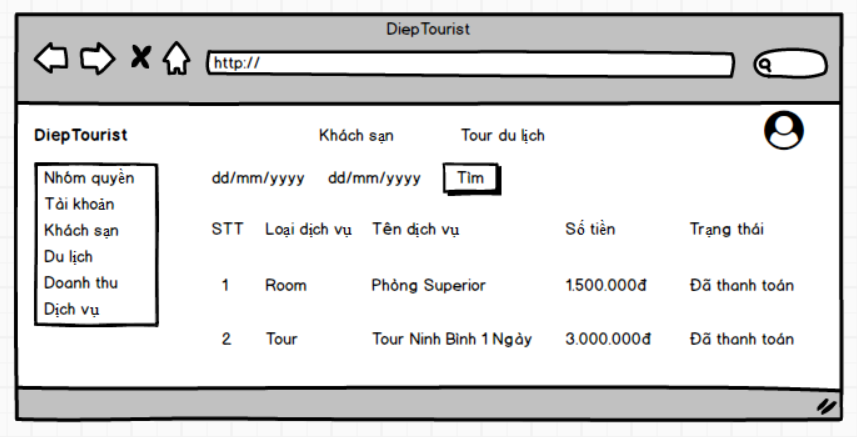 DiepTourist
http://
DiepTourist
Khách sạn
Tour du lịch
Nhóm quyền
Tài khoản
Khách sạn
Du lịch
Doanh thu
Dịch vụ
dd/mm/yyyy dd/mm/yyyy Tìm
STT Loại dịch vụ Tên dịch vụ Số tiền Trạng thái
1 Room Phòng Superior 1.500.000đ Đã thanh toán
2 Tour Tour Ninh Bình 1 Ngày 3.000.000đ Đã thanh toán